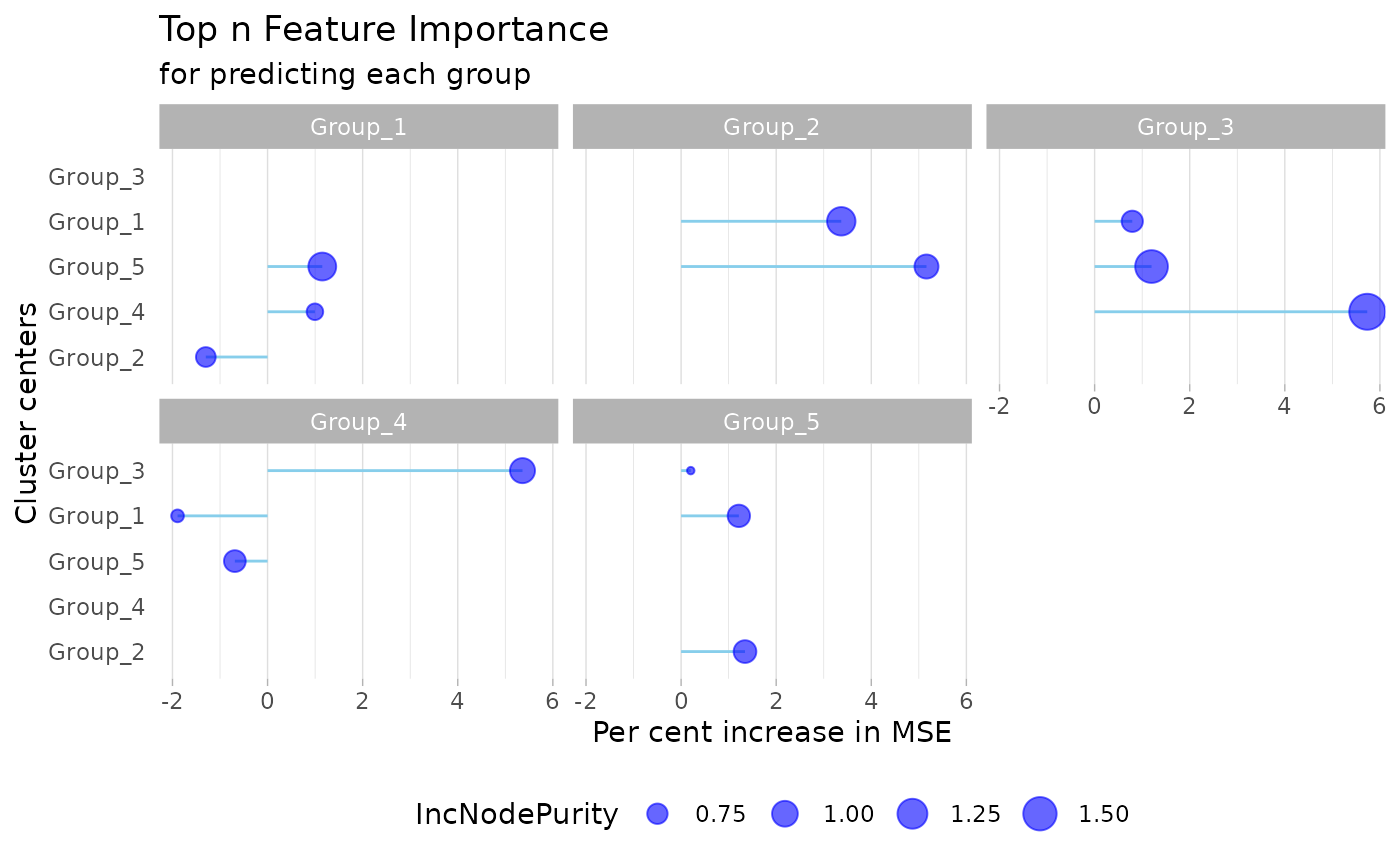 Top n Feature Importance
for predicting each group
Group_1 Group_2 Group_3
Group_3
Group_1
Group_5
Group_4
Group_2
-2 0 2 4 6
Group_4 Group_5
Group_3
Group_1
Group_5
Group_4
Group_2
-2 0 2 4 6 -2 0 2 4 6
Cluster centers
Per cent increase in MSE
IncNodePurity 0.75 1.00 1.25 1.50